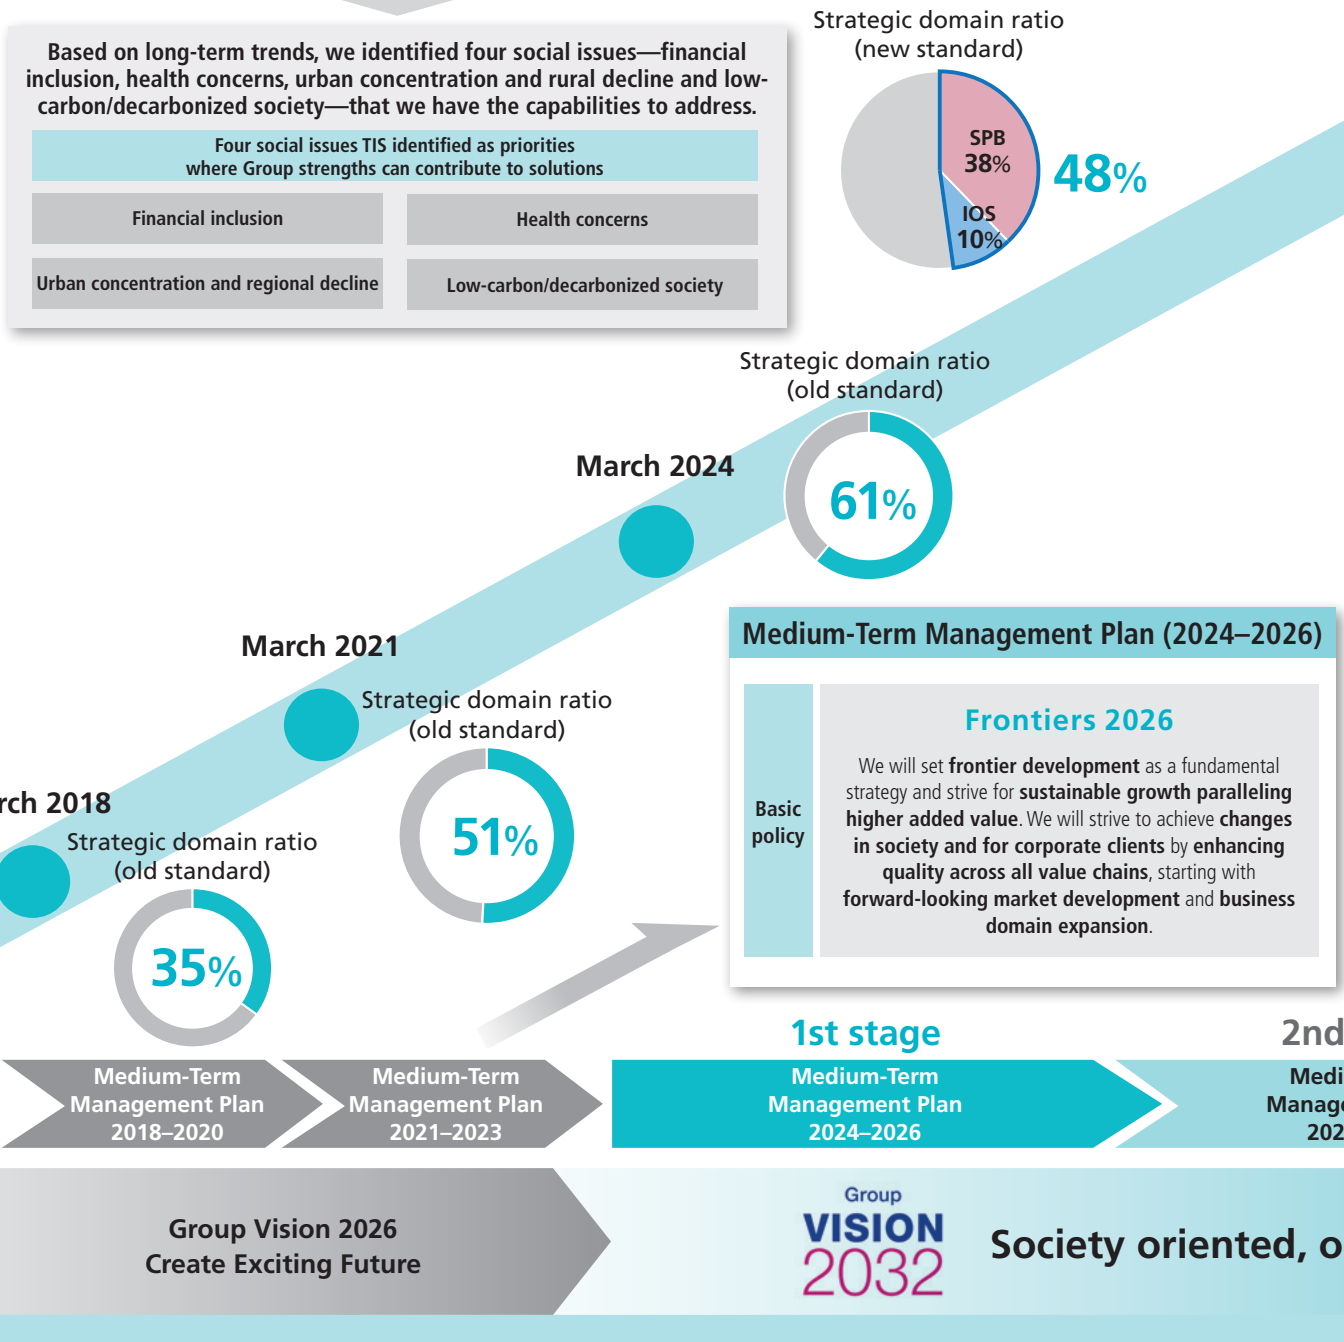 Based on long-term trends, we identified four social issues—financial
inclusion, health concerns, urban concentration and rural decline and low-
carbon/decarbonized society—that we have the capabilities to address.
Four social issues TIS identified as priorities
where Group strengths can contribute to solutions
Financial inclusion
Health concerns
Urban concentration and regional decline
Low-carbon/decarbonized society
Strategic domain ratio
(new standard)
SPB
38%
IOS
10%
48%
Strategic domain ratio
(old standard)
61%
March 2024
March 2021
Strategic domain ratio
(old standard)
51%
rch 2018
Strategic domain ratio
(old standard)
35%
Medium-Term Management Plan (2024–2026)
Basic
policy
Frontiers 2026
We will set frontier development as a fundamental
strategy and strive for sustainable growth paralleling
higher added value. We will strive to achieve changes
in society and for corporate clients by enhancing
quality across all value chains, starting with
forward-looking market development and business
domain expansion.
1st stage
2nd
Medium-Term
Management Plan
2018–2020
Medium-Term
Management Plan
2021–2023
Medium-Term
Management Plan
2024–2026
Medi
Manage
202
Group Vision 2026
Create Exciting Future
Group
VISION
2032
Society oriented, o